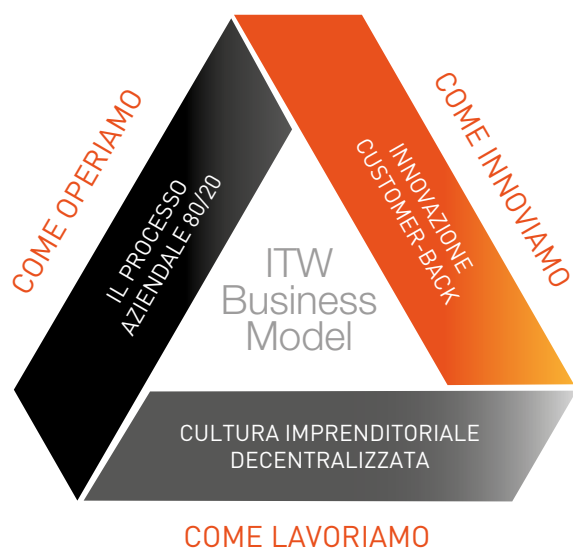 COME OPERIAMO
IL PROCESSO
AZIENDALE 80/20
COME INNOVIAMO
INNOVAZIONE
CUSTOMER-BACK
ITW
Business
Model
CULTURA IMPRENDITORIALE
DECENTRALIZZATA
COME LAVORIAMO